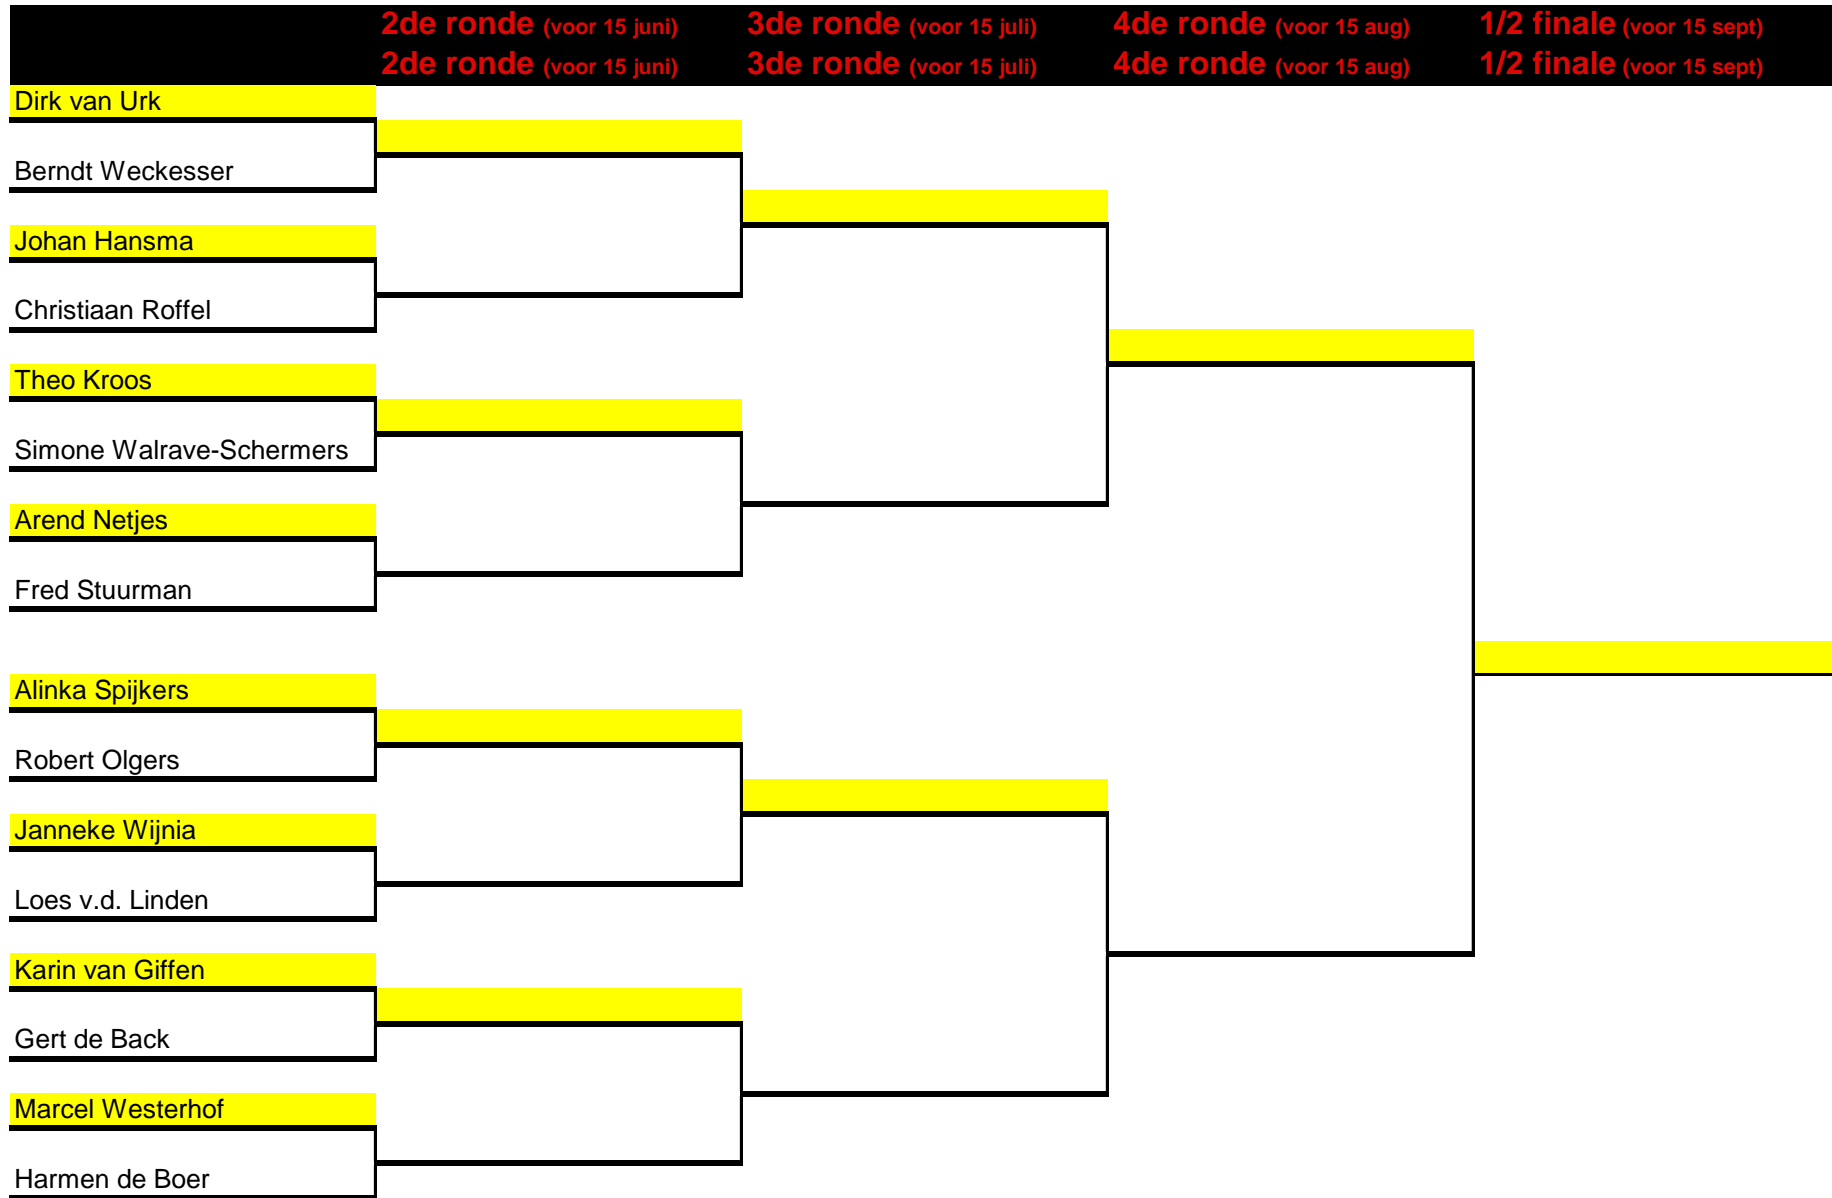 2de ronde (voor 15 juni) 3de ronde (voor 15 juli) 4de ronde (voor 15 aug) 1/2 finale (voor 15 sept)
2de ronde (voor 15 juni) 3de ronde (voor 15 juli) 4de ronde (voor 15 aug) 1/2 finale (voor 15 sept)
Dirk van Urk
Berndt Weckesser
Johan Hansma
Christiaan Roffel
Theo Kroos
Simone Walrave-Schermers
Arend Netjes
Fred Stuurman
Alinka Spijkers
Robert Olgers
Janneke Wijnia
Loes v.d. Linden
Karin van Giffen
Gert de Back
Marcel Westerhof
Harmen de Boer